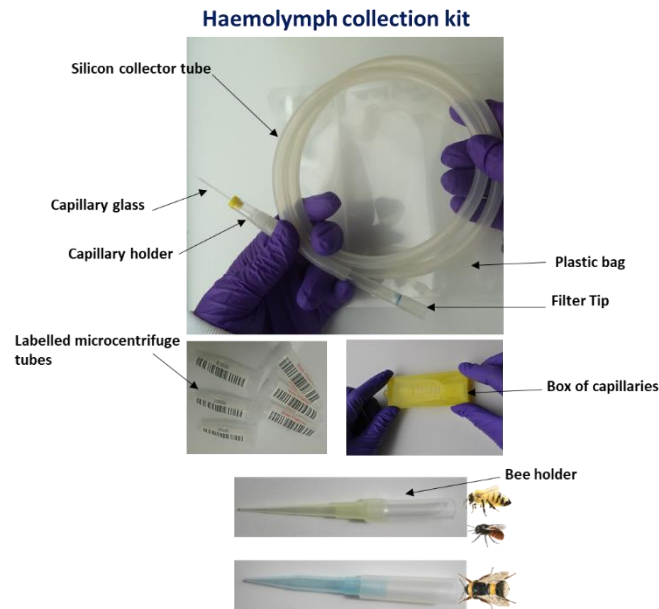 Haemolymph collection kit
Silicon collector tube
Capillary glass
Capillary holder
Plastic bag
Filter Tip
Labelled microcentrifuge
tubes
Box of capillaries
Bee holder